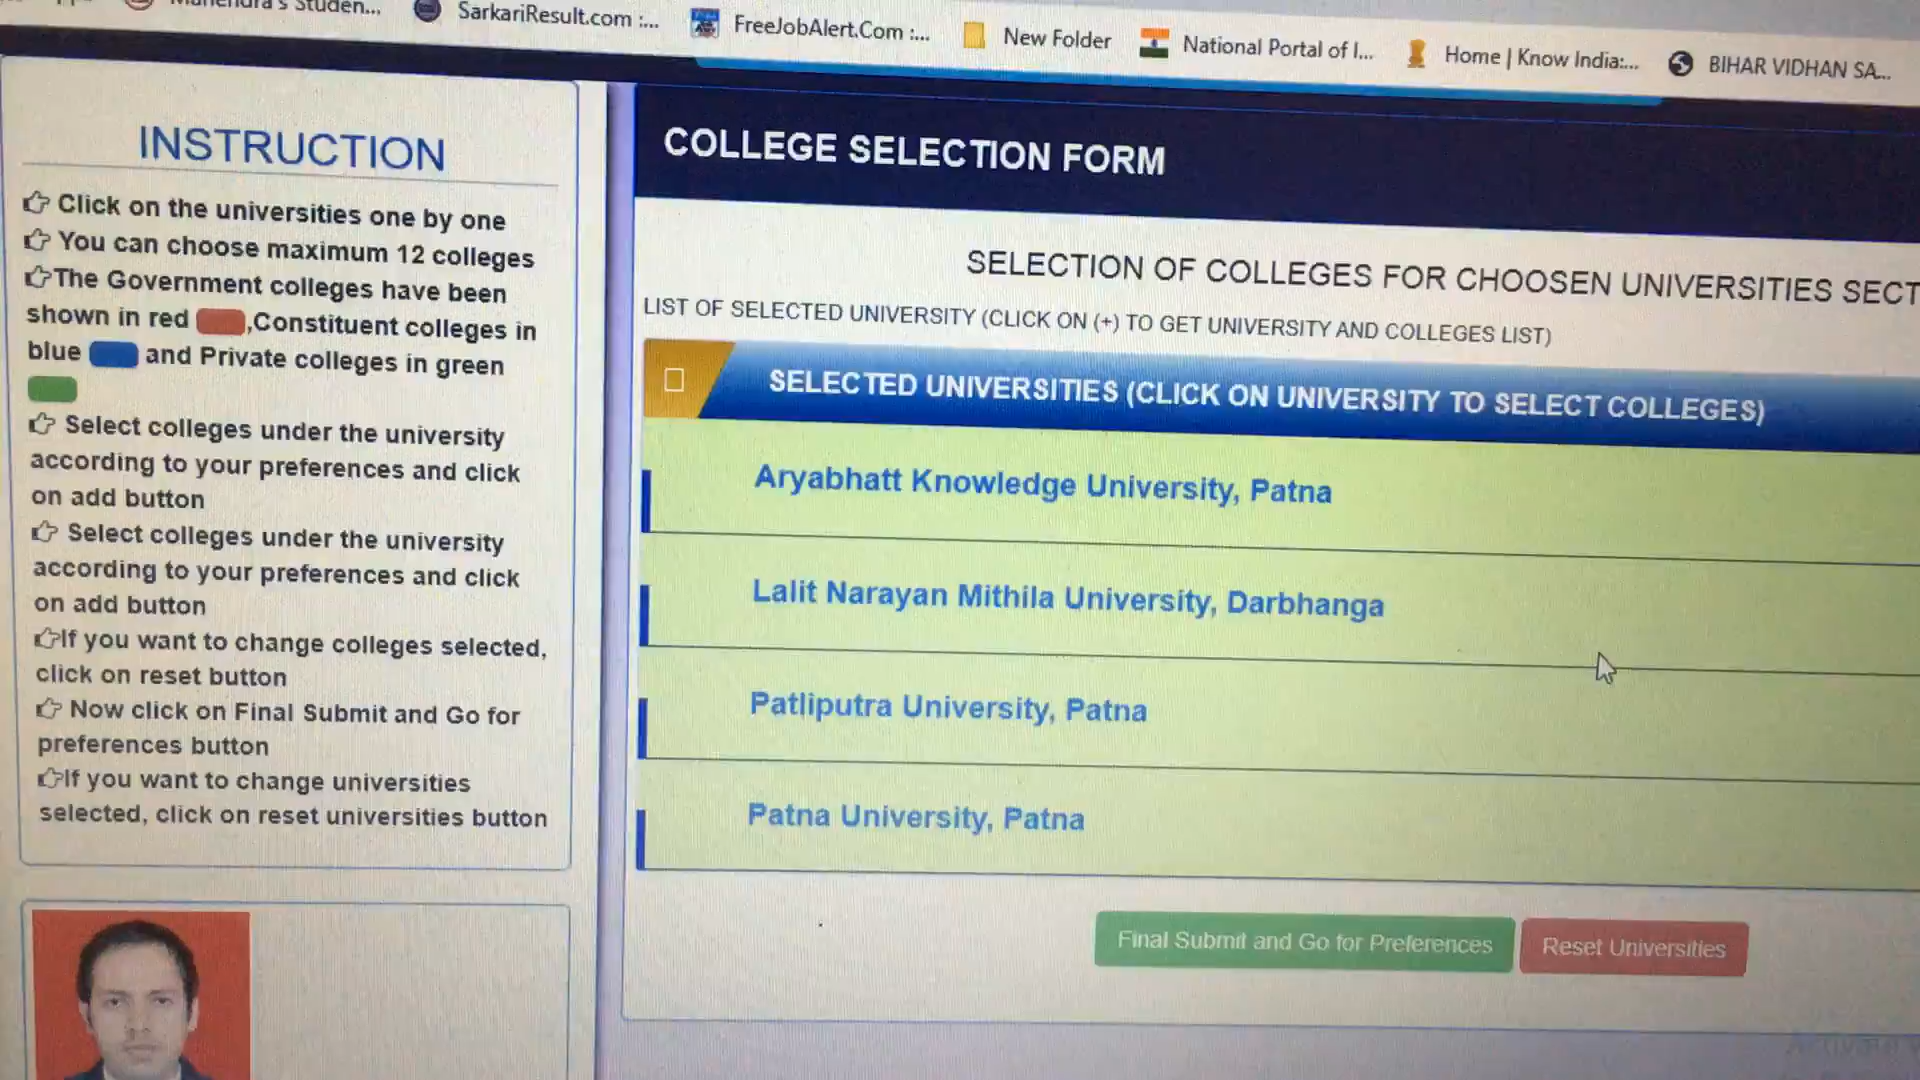 SarkariResult.com :...
FreeJobAlert.Com :...
New Folder
National Portal of I...
Home | Know India:...
BIHAR VIDHAN SA...
INSTRUCTION
Click on the universities one by one
You can choose maximum 12 colleges
The Government colleges have been
shown in red ,Constituent colleges in
blue and Private colleges in green
Select colleges under the university
according to your preferences and click
on add button
Select colleges under the university
according to your preferences and click
on add button
If you want to change colleges selected,
click on reset button
Now click on Final Submit and Go for
preferences button
If you want to change universities
selected, click on reset universities button
COLLEGE SELECTION FORM
SELECTION OF COLLEGES FOR CHOOSEN UNIVERSITIES SECT
LIST OF SELECTED UNIVERSITY (CLICK ON (+) TO GET UNIVERSITY AND COLLEGES LIST)
SELECTED UNIVERSITIES (CLICK ON UNIVERSITY TO SELECT COLLEGES)
Aryabhatt Knowledge University, Patna
Lalit Narayan Mithila University, Darbhanga
Patliputra University, Patna
Patna University, Patna
Final Submit and Go for Preferences
Reset Universities